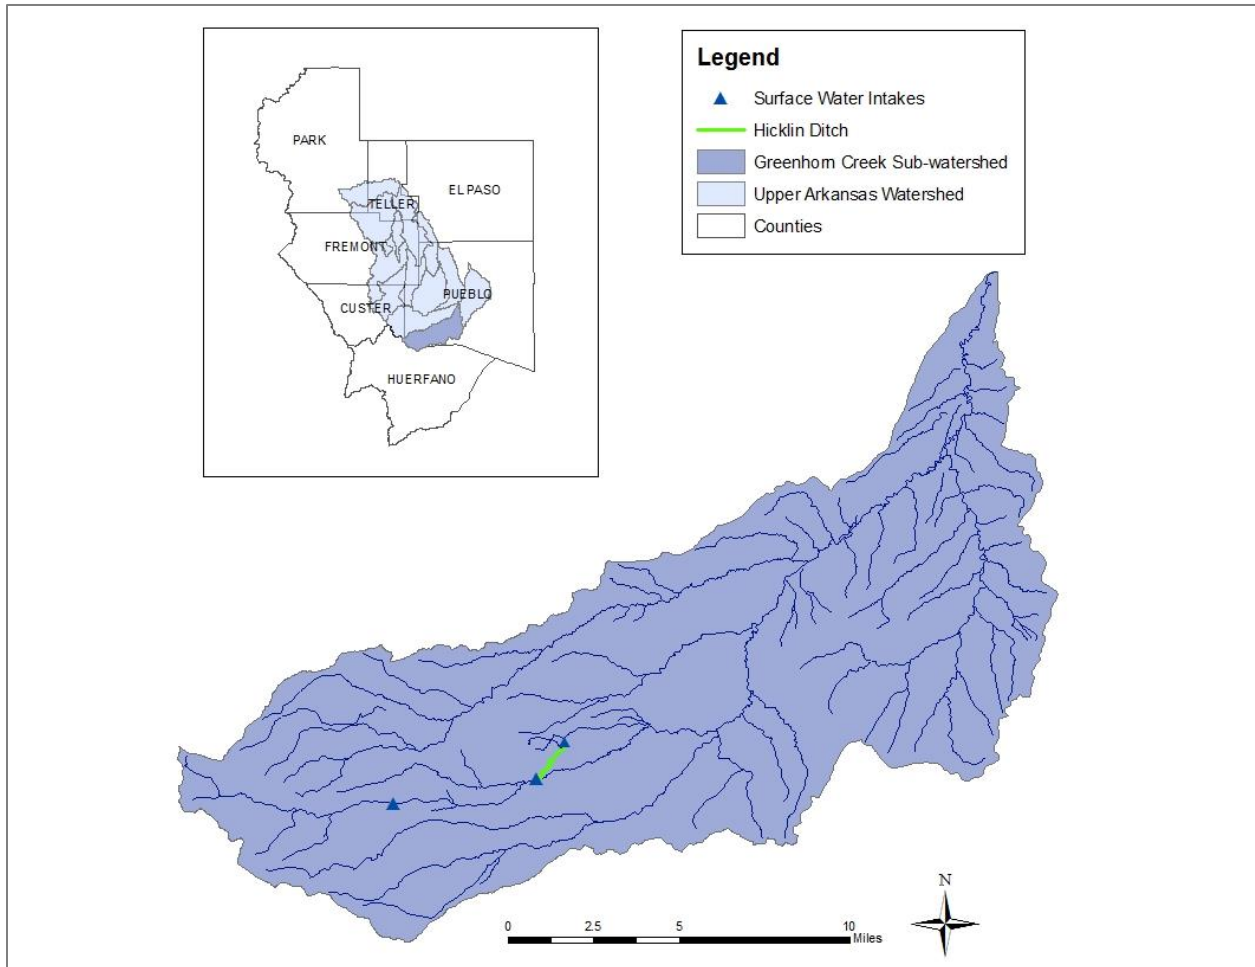 PARK
EL PASO
TELLER
FREMONT
PUEBLO
CUSTER
HUERFANO
Legend
Surface Water Intakes
Hicklin Ditch
Greenhorn Creek Sub-watershed
Upper Arkansas Watershed
Counties
N
0 2.5 5 10
Miles